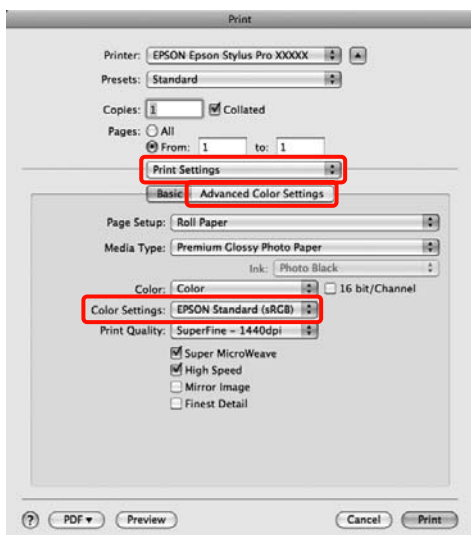 Print
Printer: EPSON Epson Stylus Pro XXXXX
Presets: Standard
Copies: 1 Collated
Pages: All
From: 1 to: 1
Print Settings
Basic Advanced Color Settings
Page Setup: Roll Paper
Media Type: Premium Glossy Photo Paper
Ink: Photo Black
Color: Color 16 bit/Channel
Color Settings: EPSON Standard (sRGB)
Print Quality: SuperFine - 1440dpi
Super MicroWeave
High Speed
Mirror Image
Finest Detail
? PDF Preview Cancel Print